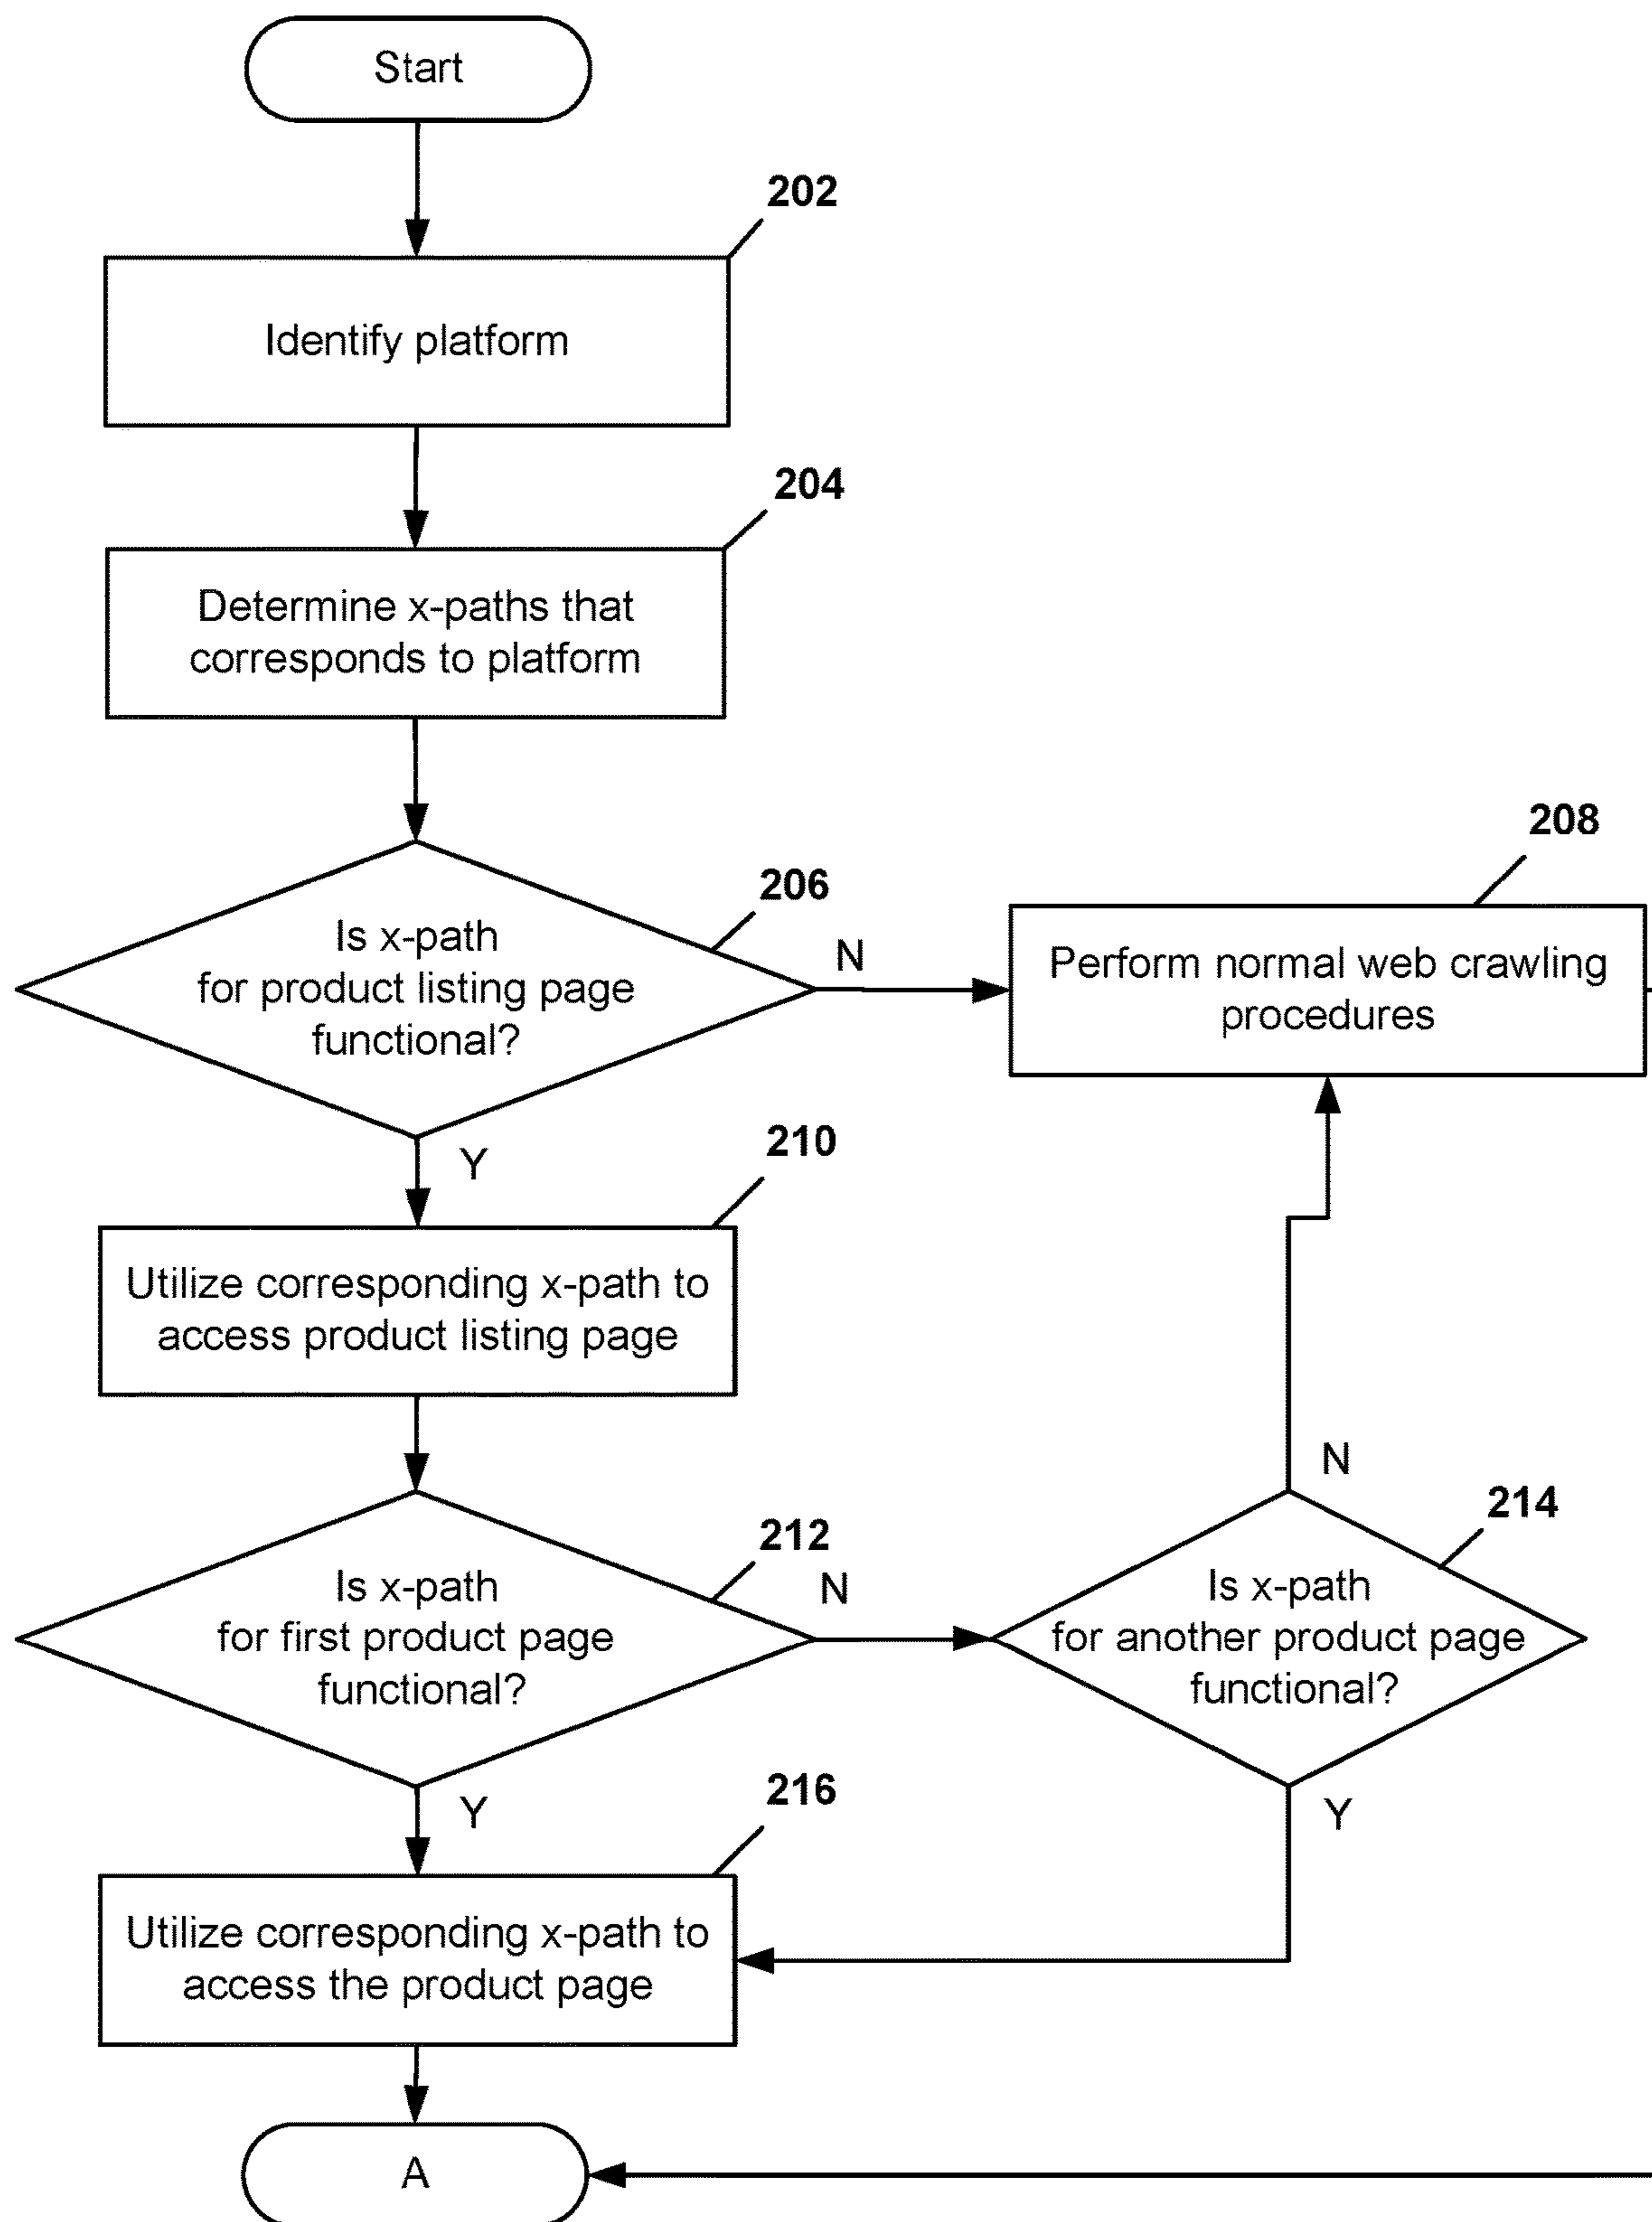 Start
202
Identify platform
204
Determine x-paths that
corresponds to platform
206
Is x-path
for product listing page
functional?
N
208
Perform normal web crawling
procedures
Y
210
Utilize corresponding x-path to
access product listing page
212
Is x-path
for first product page
functional?
N
214
Is x-path
for another product page
functional?
N
Y
Y
216
Utilize corresponding x-path to
access the product page
A